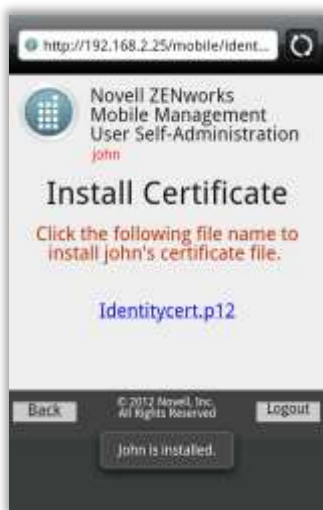 http://192.168.2.25/mobile/ident...
Novell ZENworks
Mobile Management
User Self-Administration
john
Install Certificate
Click the following file name to
install john's certificate file.
Identitycert.p12
Back
© 2012 Novell, Inc.
All Rights Reserved
Logout
John is installed.